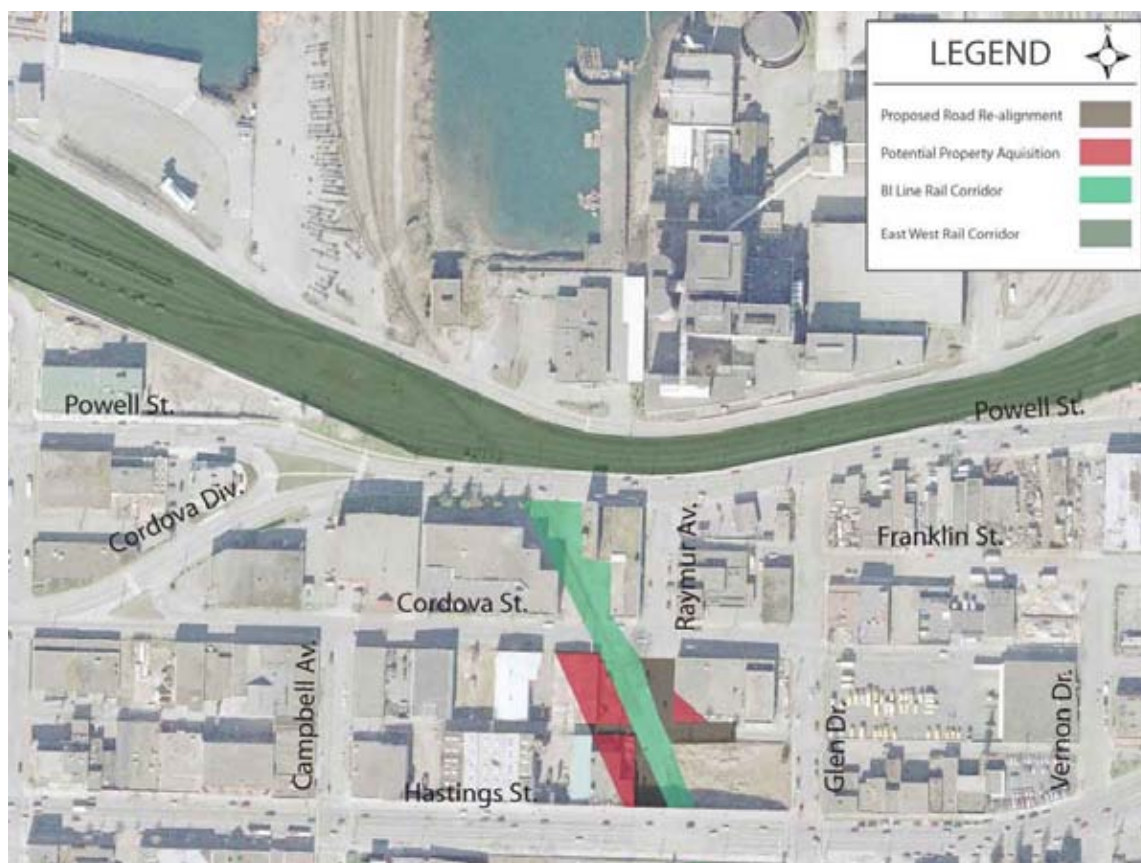 LEGEND
N
Proposed Road Re-alignment
Potential Property Aquisition
BI Line Rail Corridor
East West Rail Corridor
Powell St.
Powell St.
Cordova Div.
Franklin St.
Raymur Av.
Cordova St.
Campbell Av.
Glen Dr.
Vernon Dr.
Hastings St.